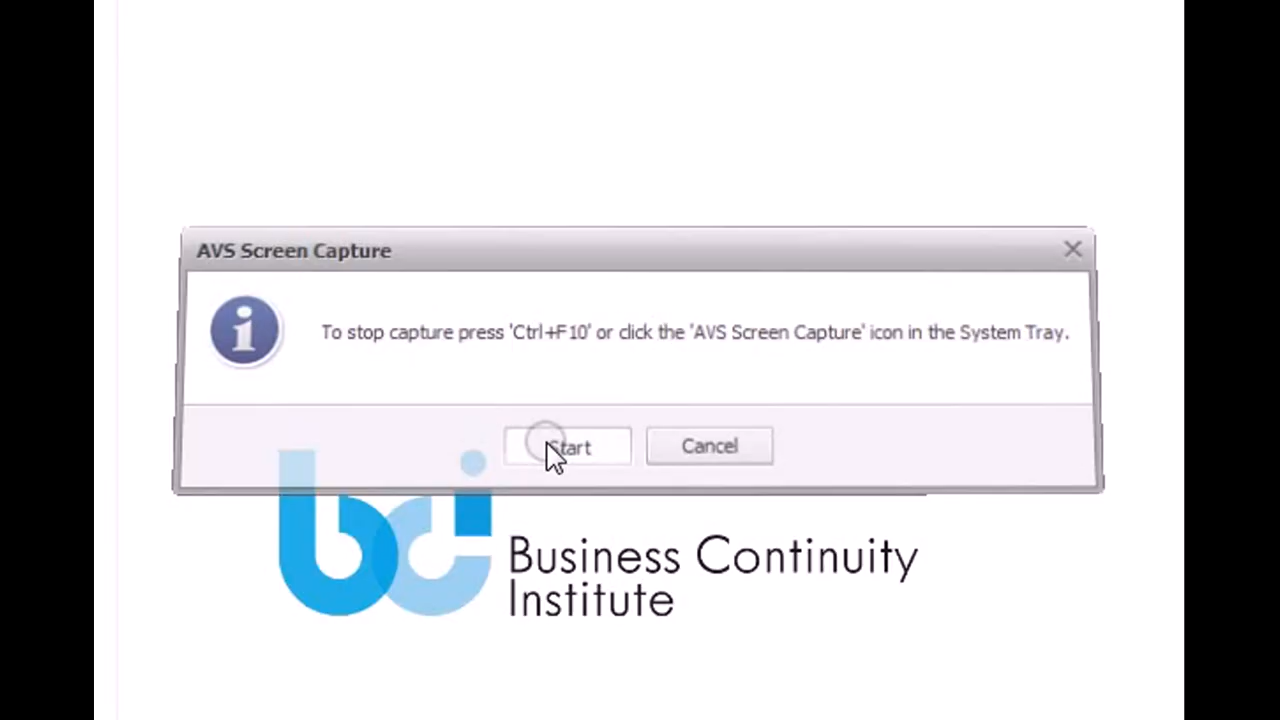 AVS Screen Capture
To stop capture press 'Ctrl+F10' or click the 'AVS Screen Capture' icon in the System Tray.
Start
Cancel
bci
Business Continuity
Institute